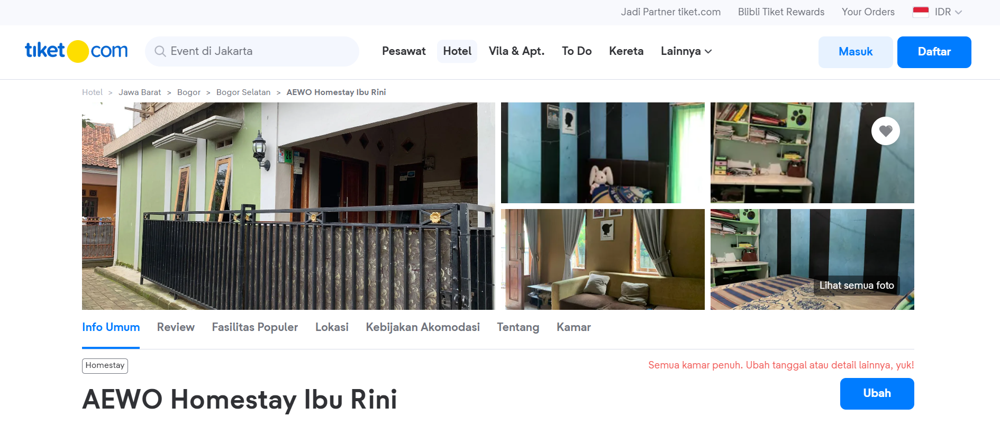 Jadi Partner tiket.com Blibli Tiket Rewards Your Orders IDR
tiket com Event di Jakarta Pesawat Hotel Vila & Apt. To Do Kereta Lainnya Masuk Daftar
Hotel > Jawa Barat > Bogor > Bogor Selatan > AEWO Homestay Ibu Rini
26
Lihat semua foto
Info Umum Review Fasilitas Populer Lokasi Kebijakan Akomodasi Tentang Kamar
Homestay
Semua kamar penuh. Ubah tanggal atau detail lainnya, yuk!
AEWO Homestay Ibu Rini
Ubah